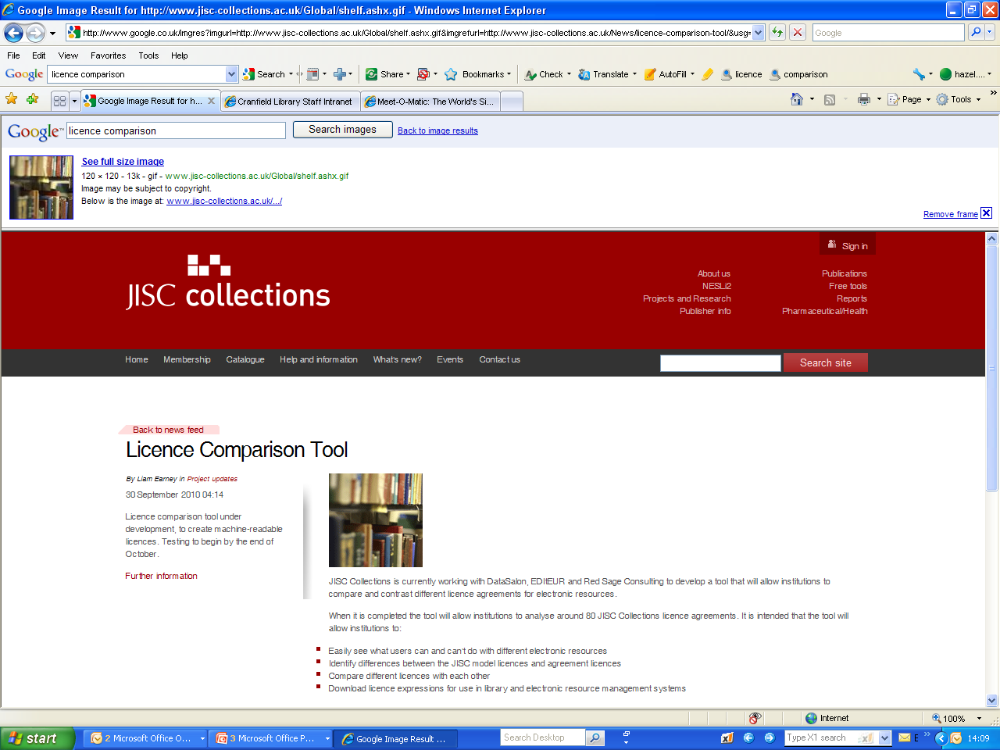 Google Image Result for http://www.jisc-collections.ac.uk/Global/shelf.ashx.gif - Windows Internet Explorer
http://www.google.co.uk/imgres?imgurl=http://www.jisc-collections.ac.uk/Global/shelf.ashx.gif&imgrefurl=http://www.jisc-collections.ac.uk/News/licence-comparison-tool/&usg=
Google
File Edit View Favorites Tools Help
Google licence comparison Search Share Bookmarks Check Translate AutoFill licence comparison hazel....
Google Image Result for h... Cranfield Library Staff Intranet Meet-O-Matic: The World's Si... Page Tools
Google™ licence comparison Search images Back to image results
See full size image
120 × 120 - 13k - gif - www.jisc-collections.ac.uk/Global/shelf.ashx.gif
Image may be subject to copyright.
Below is the image at: www.jisc-collections.ac.uk/.../
Remove frame
Sign in
JISC collections
About us Publications
NESLi2 Free tools
Projects and Research Reports
Publisher info Pharmaceutical/Health
Home Membership Catalogue Help and information What's new? Events Contact us Search site
Back to news feed
Licence Comparison Tool
By Liam Earney in Project updates
30 September 2010 04:14
Licence comparison tool under
development, to create machine-readable
licences. Testing to begin by the end of
October.
Further information
JISC Collections is currently working with DataSalon, EDItEUR and Red Sage Consulting to develop a tool that will allow institutions to
compare and contrast different licence agreements for electronic resources.
When it is completed the tool will allow institutions to analyse around 80 JISC Collections licence agreements. It is intended that the tool will
allow institutions to:
Easily see what users can and can't do with different electronic resources
Identify differences between the JISC model licences and agreement licences
Compare different licences with each other
Download licence expressions for use in library and electronic resource management systems
Internet 100%
start 2 Microsoft Office O... 3 Microsoft Office P... Google Image Result ... Search Desktop x1 Type X1 search x1 E 14:09